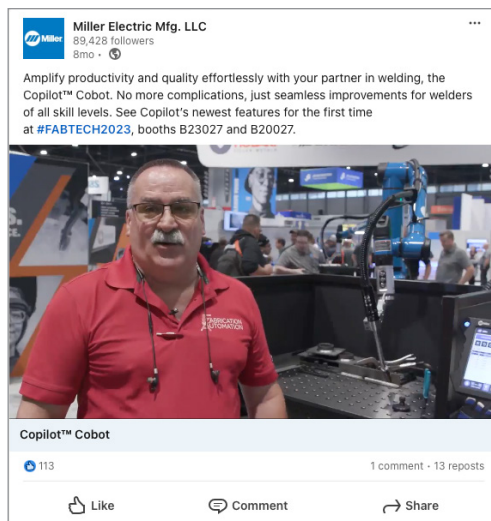 Miller Electric Mfg. LLC
89,428 followers
8mo •
Miller
Amplify productivity and quality effortlessly with your partner in welding, the
Copilot™ Cobot. No more complications, just seamless improvements for welders
of all skill levels. See Copilot's newest features for the first time
at #FABTECH2023, booths B23027 and B20027.
FABRICATION
AUTOMATION
Copilot™ Cobot
113
1 comment • 13 reposts
Like
Comment
Share